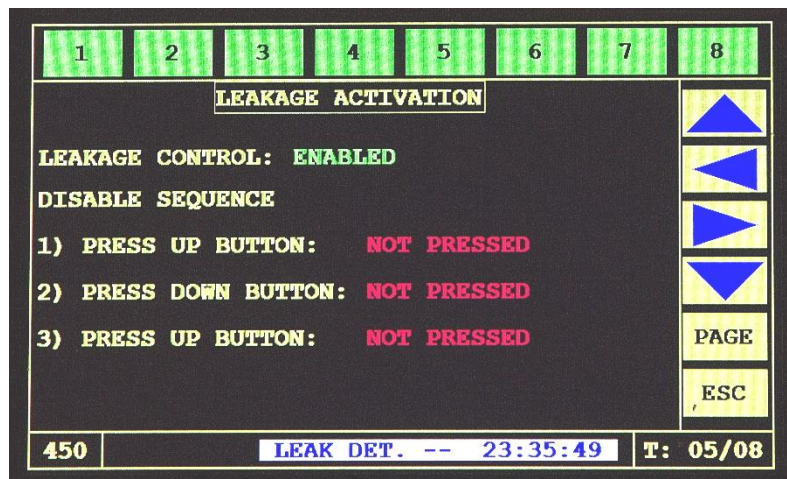 1 2 3 4 5 6 7 8
LEAKAGE ACTIVATION
LEAKAGE CONTROL: ENABLED
DISABLE SEQUENCE
1) PRESS UP BUTTON: NOT PRESSED
2) PRESS DOWN BUTTON: NOT PRESSED
3) PRESS UP BUTTON: NOT PRESSED
PAGE
ESC
450 LEAK DET. -- 23:35:49 T: 05/08